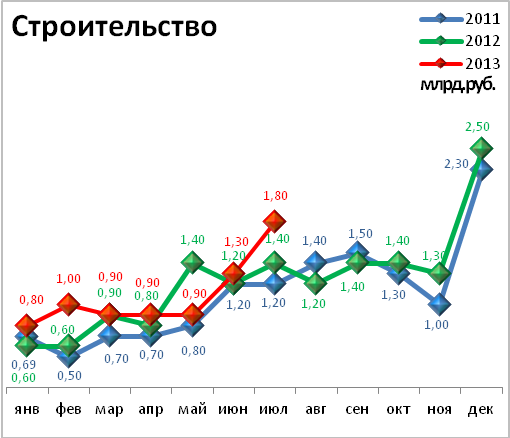 Строительство
2011
2012
2013
млрд.руб.
2,50
2,30
1,80
1,40 1,30 1,40 1,40 1,50 1,40
1,00 0,90 0,90 1,20 1,30
0,80 0,90 0,80 0,90 1,20 1,20 1,20 1,40 1,30 1,00
0,69 0,60 0,70 0,70 0,80
0,60 0,50
янв фев мар апр май июн июл авг сен окт ноя дек